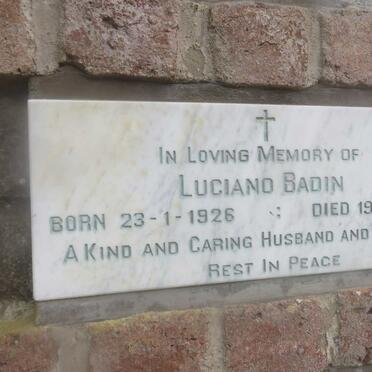 In Loving Memory of
Luciano Badin
Born 23-1-1926 : Died 19
A Kind and Caring Husband and
Rest In Peace